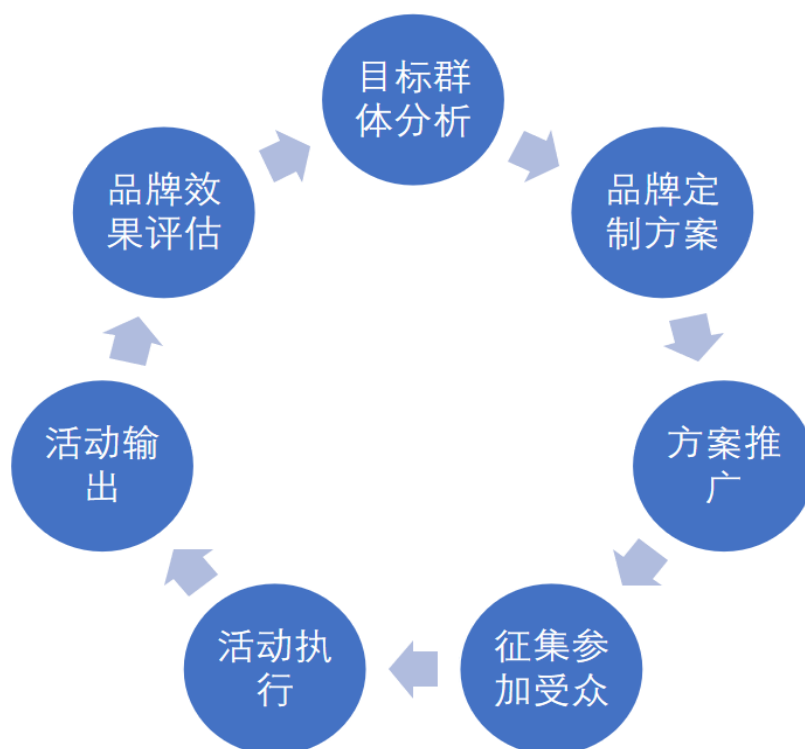 目标群
体分析
品牌定
制方案
方案推
广
征集参
加受众
活动执
行
活动输
出
品牌效
果评估